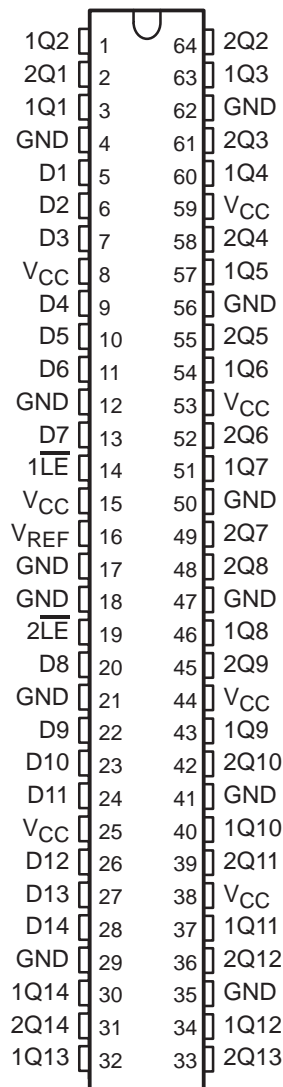 1Q2 1 64 2Q2
2Q1 2 63 1Q3
1Q1 3 62 GND
GND 4 61 2Q3
D1 5 60 1Q4
D2 6 59 VCC
D3 7 58 2Q4
VCC 8 57 1Q5
D4 9 56 GND
D5 10 55 2Q5
D6 11 54 1Q6
GND 12 53 VCC
D7 13 52 2Q6
1L̅E̅ 14 51 1Q7
VCC 15 50 GND
VREF 16 49 2Q7
GND 17 48 2Q8
GND 18 47 GND
2L̅E̅ 19 46 1Q8
D8 20 45 2Q9
GND 21 44 VCC
D9 22 43 1Q9
D10 23 42 2Q10
D11 24 41 GND
VCC 25 40 1Q10
D12 26 39 2Q11
D13 27 38 VCC
D14 28 37 1Q11
GND 29 36 2Q12
1Q14 30 35 GND
2Q14 31 34 1Q12
1Q13 32 33 2Q13